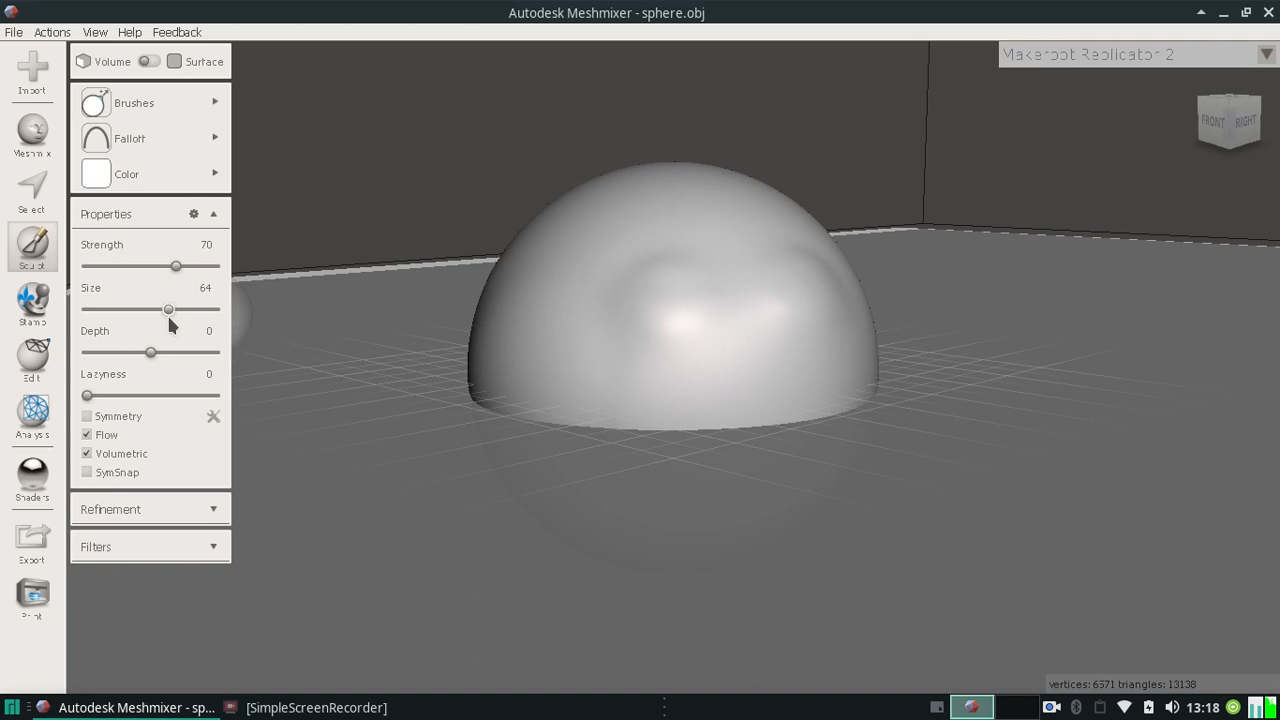 Autodesk Meshmixer - sphere.obj
File Actions View Help Feedback
Import
Meshmix
Select
Sculpt
Stamp
Edit
Analysis
Shaders
Export
Print
Volume Surface
Brushes
Falloff
Color
Properties
Strength 70
Size 64
Depth 0
Lazyness 0
Symmetry
Flow
Volumetric
SymSnap
Refinement
Filters
Makerbot Replicator 2
FRONT RIGHT
vertices: 6571 triangles: 13138
Autodesk Meshmixer - sp... [SimpleScreenRecorder] 13:18